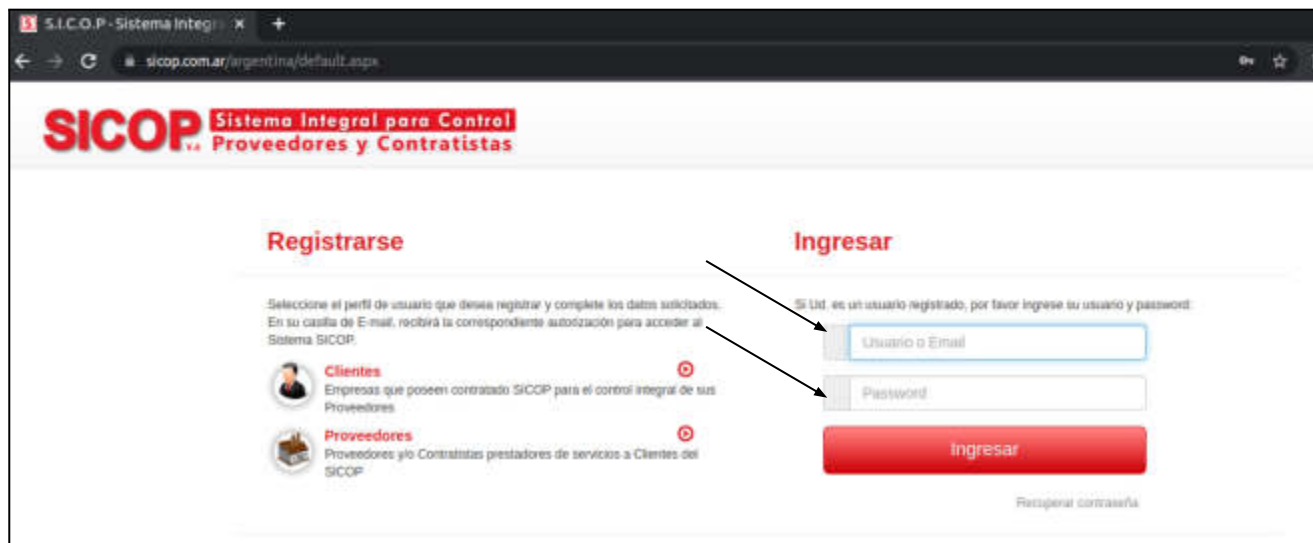 S.I.C.O.P - Sistema Integr
sicop.com.ar/argentina/default.aspx
SICOP
Sistema Integral para Control
Proveedores y Contratistas
Registrarse
Seleccione el perfil de usuario que desea registrar y complete los datos solicitados.
En su casilla de E-mail, recibirá la correspondiente autorización para acceder al
Sistema SICOP.
Clientes
Empresas que poseen contratado SICOP para el control integral de sus
Proveedores
Proveedores
Proveedores y/o Contratistas prestadores de servicios a Clientes del
SICOP
Ingresar
Si Ud. es un usuario registrado, por favor ingrese su usuario y password:
Usuario o Email
Password
Ingresar
Recuperar contraseña